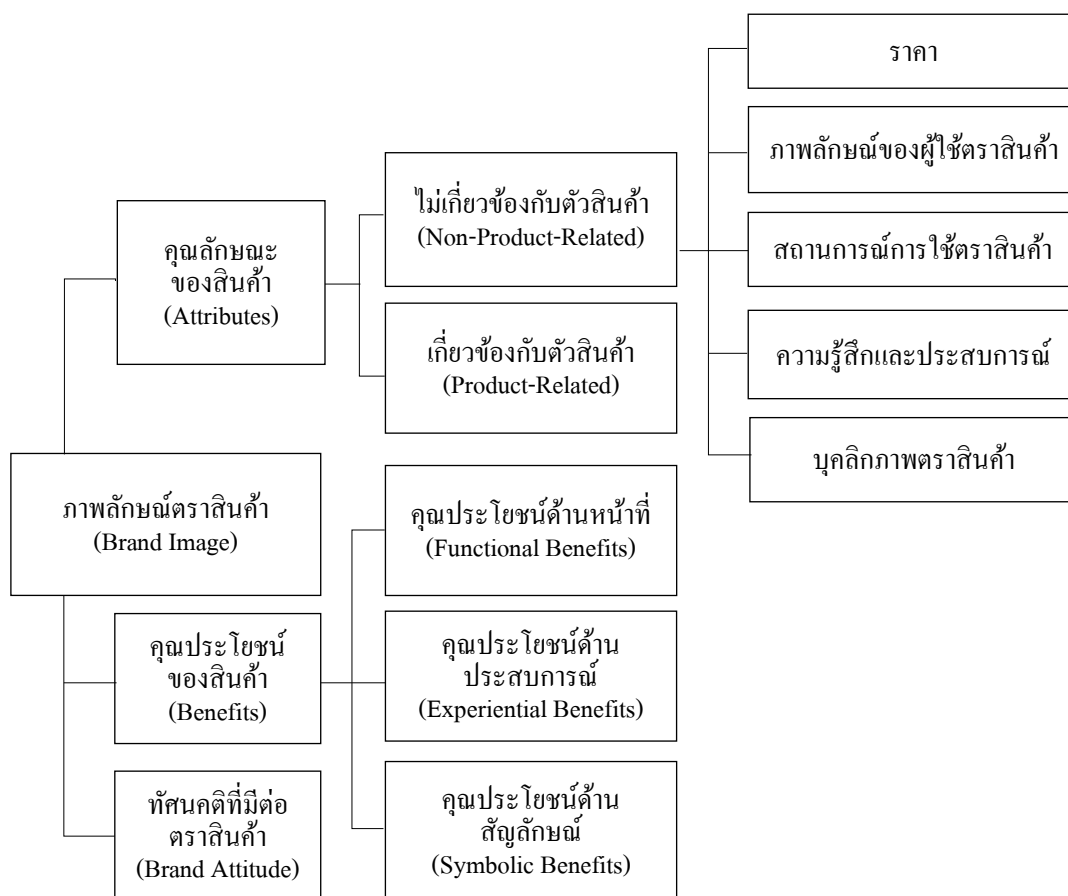 ราคา
ภาพลักษณ์ของผู้ใช้ตราสินค้า
ไม่เกี่ยวข้องกับตัวสินค้า
(Non-Product-Related)
คุณลักษณะ
ของสินค้า
(Attributes)
สถานการณ์การใช้ตราสินค้า
เกี่ยวข้องกับตัวสินค้า
(Product-Related)
ความรู้สึกและประสบการณ์
บุคลิกภาพตราสินค้า
ภาพลักษณ์ตราสินค้า
(Brand Image)
คุณประโยชน์ด้านหน้าที่
(Functional Benefits)
คุณประโยชน์
ของสินค้า
(Benefits)
คุณประโยชน์ด้าน
ประสบการณ์
(Experiential Benefits)
ทัศนคติที่มีต่อ
ตราสินค้า
(Brand Attitude)
คุณประโยชน์ด้าน
สัญลักษณ์
(Symbolic Benefits)